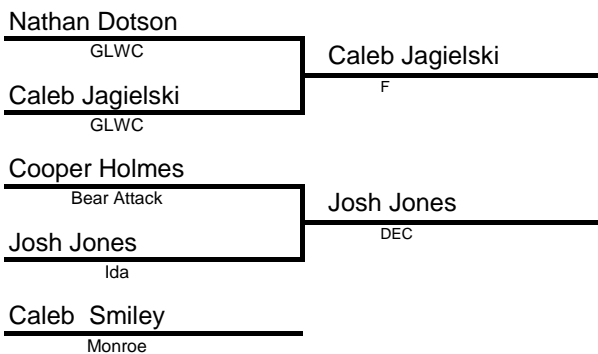 Nathan Dotson
GLWC
Caleb Jagielski
F
Caleb Jagielski
GLWC
Cooper Holmes
Bear Attack
Josh Jones
DEC
Josh Jones
Ida
Caleb  Smiley
Monroe